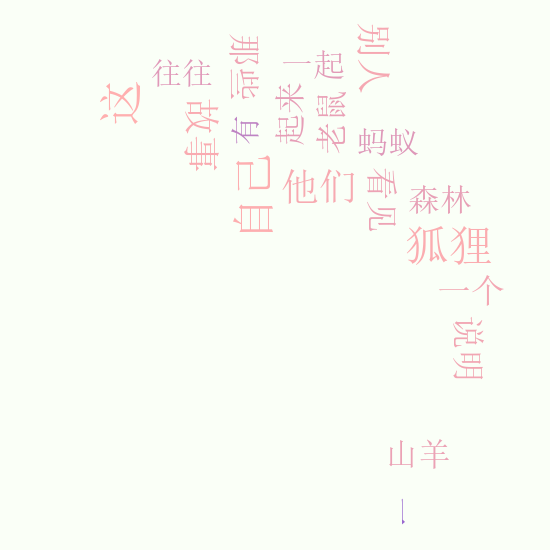 别人
那些
一起
往往
这
起来
老鼠
故事
有
蚂蚁
自己
他们
看见
森林
狐狸
一个
说明
山羊
一